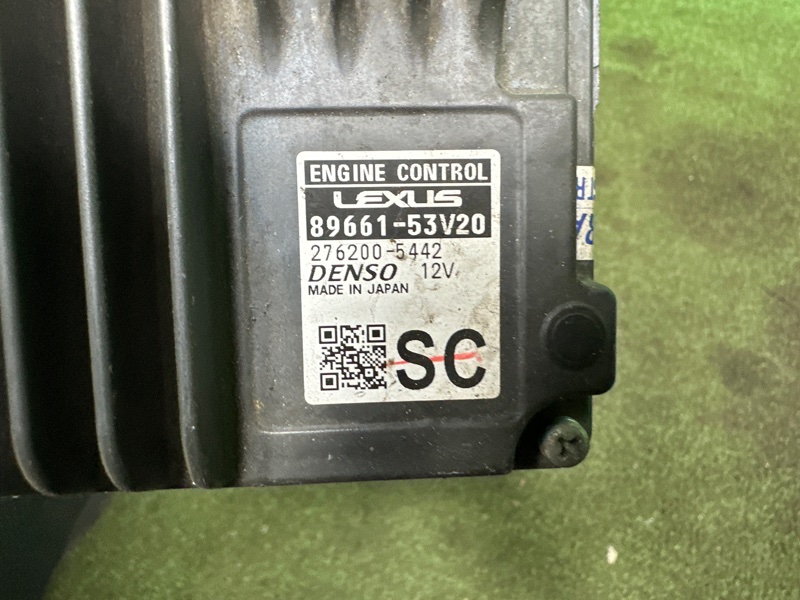 ENGINE CONTROL
LEXUS
89661-53V20
276200-5442
DENSO 12V
MADE IN JAPAN
SC